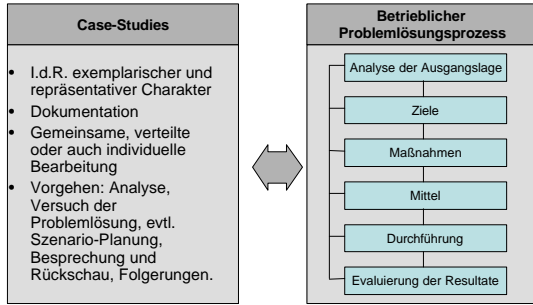 Case-Studies
• I.d.R. exemplarischer und
repräsentativer Charakter
• Dokumentation
• Gemeinsame, verteilte
oder auch individuelle
Bearbeitung
• Vorgehen: Analyse,
Versuch der
Problemlösung, evtl.
Szenario-Planung,
Besprechung und
Rückschau, Folgerungen.
Betrieblicher
Problemlösungsprozess
Analyse der Ausgangslage
Ziele
Maßnahmen
Mittel
Durchführung
Evaluierung der Resultate